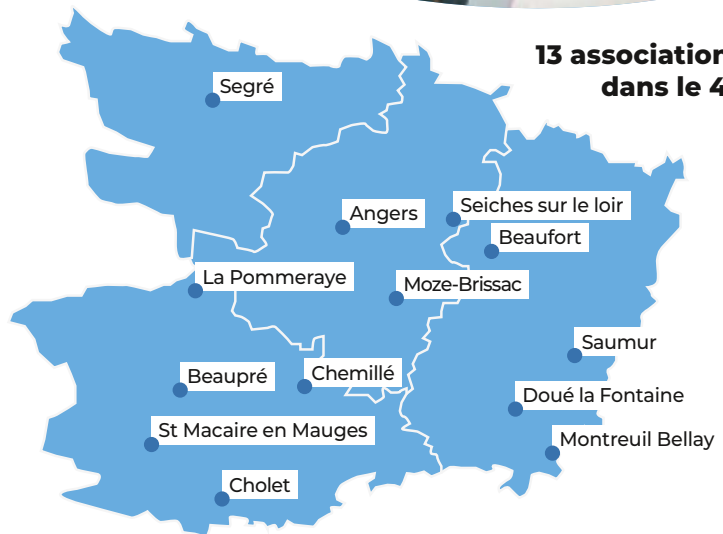 13 association
dans le 4
Segré
Angers
Seiches sur le loir
Beaufort
La Pommeraye
Moze-Brissac
Saumur
Beaupré
Chemillé
Doué la Fontaine
St Macaire en Mauges
Montreuil Bellay
Cholet